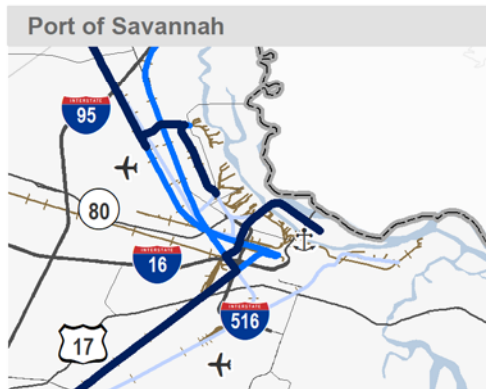 Port of Savannah
INTERSTATE
95
80
INTERSTATE
16
INTERSTATE
516
17